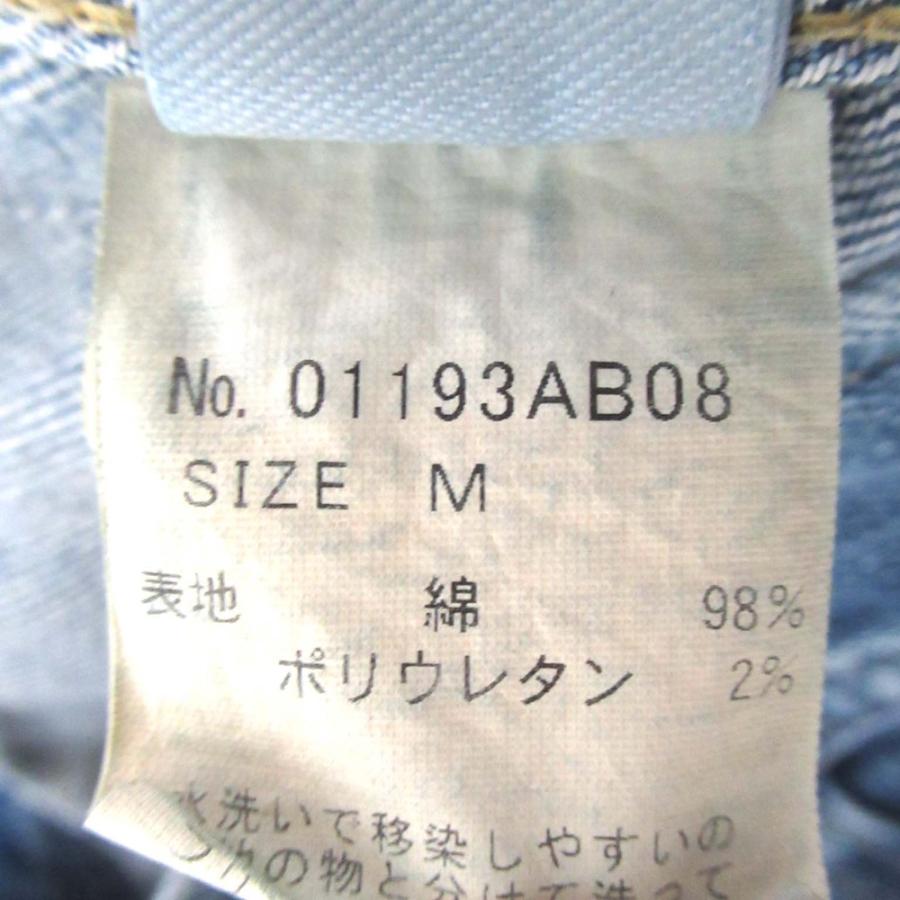 No. 01193AB08
SIZE M
表地 綿 98%
ポリウレタン 2%
水洗いで移染しやすいの
の物と分けて洗って